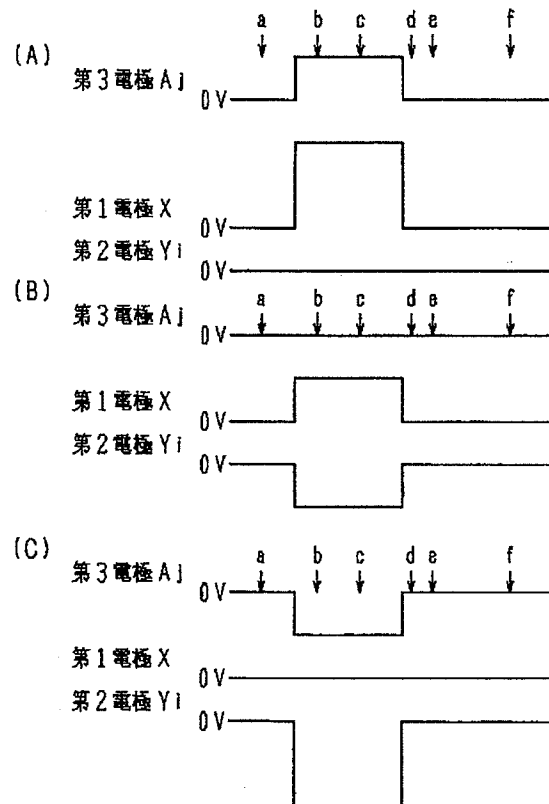 a b c d e f
(A)
第3電極Aj
0V
第1電極X
0V
第2電極Yi
0V
(B)
a b c d e f
第3電極Aj
0V
第1電極X
0V
第2電極Yi
0V
(C)
a b c d e f
第3電極Aj
0V
第1電極X
0V
第2電極Yi
0V